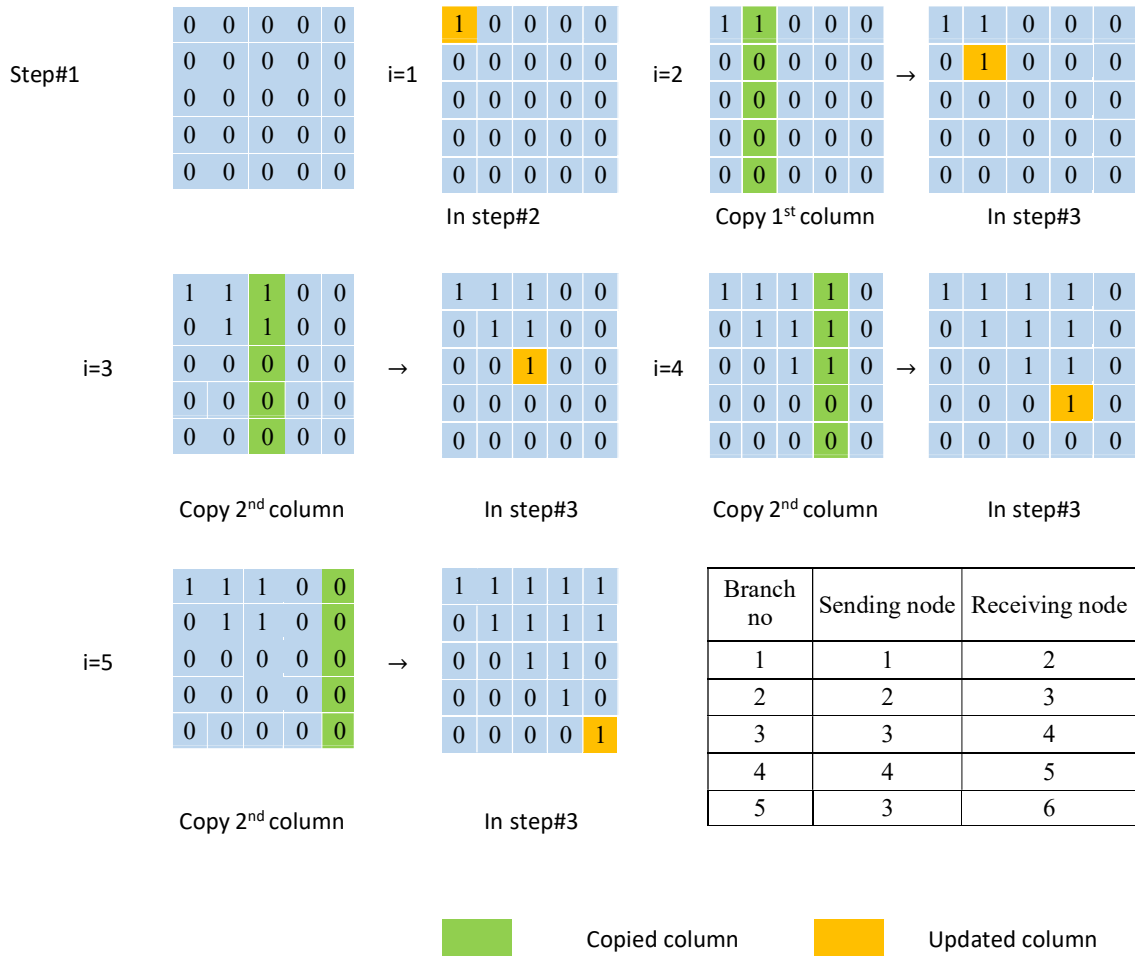 0 0 0 0 0 1 0 0 0 0 1 1 0 0 0 1 1 0 0 0
0 0 0 0 0 0 0 0 0 0 0 0 0 0 0 0 1 0 0 0
Step#1 i=1 i=2 →
0 0 0 0 0 0 0 0 0 0 0 0 0 0 0 0 0 0 0 0
0 0 0 0 0 0 0 0 0 0 0 0 0 0 0 0 0 0 0 0
0 0 0 0 0 0 0 0 0 0 0 0 0 0 0 0 0 0 0 0
In step#2 Copy 1st column In step#3
1 1 1 0 0 1 1 1 0 0 1 1 1 1 0 1 1 1 1 0
0 1 1 0 0 0 1 1 0 0 0 1 1 1 0 0 1 1 1 0
i=3 0 0 0 0 0 → 0 0 1 0 0 i=4 0 0 1 1 0 → 0 0 1 1 0
0 0 0 0 0 0 0 0 0 0 0 0 0 0 0 0 0 0 1 0
0 0 0 0 0 0 0 0 0 0 0 0 0 0 0 0 0 0 0 0
Copy 2nd column In step#3 Copy 2nd column In step#3
1 1 1 0 0 1 1 1 1 1
0 1 1 0 0 0 1 1 1 1
i=5 0 0 0 0 0 → 0 0 1 1 0
0 0 0 0 0 0 0 0 1 0
0 0 0 0 0 0 0 0 0 1
Copy 2nd column In step#3
Branch no Sending node Receiving node
1 1 2
2 2 3
3 3 4
4 4 5
5 3 6
Copied column Updated column